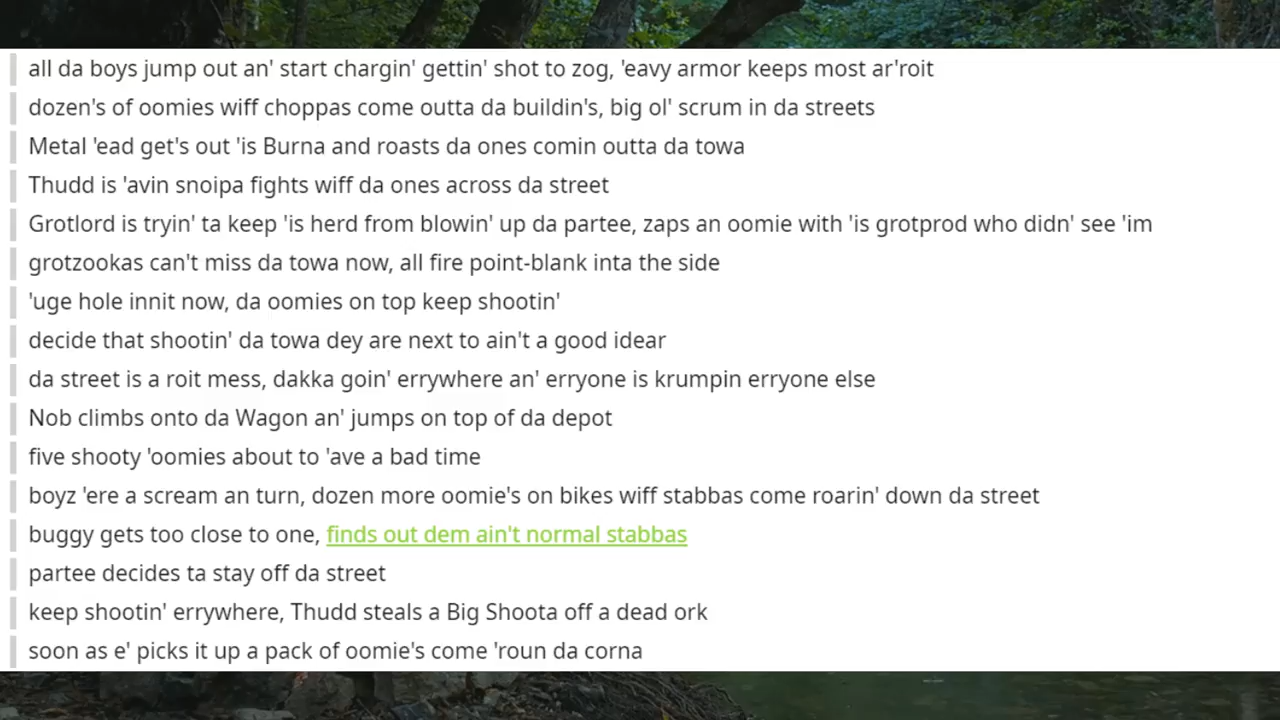 all da boys jump out an' start chargin' gettin' shot to zog, 'eavy armor keeps most ar'roit
dozen's of oomies wiff choppas come outta da buildin's, big ol' scrum in da streets
Metal 'ead get's out 'is Burna and roasts da ones comin outta da towa
Thudd is 'avin snoipa fights wiff da ones across da street
Grotlord is tryin' ta keep 'is herd from blowin' up da partee, zaps an oomie with 'is grotprod who didn' see 'im
grotzookas can't miss da towa now, all fire point-blank inta the side
'uge hole innit now, da oomies on top keep shootin'
decide that shootin' da towa dey are next to ain't a good idear
da street is a roit mess, dakka goin' errywhere an' erryone is krumpin erryone else
Nob climbs onto da Wagon an' jumps on top of da depot
five shooty 'oomies about to 'ave a bad time
boyz 'ere a scream an turn, dozen more oomie's on bikes wiff stabbas come roarin' down da street
buggy gets too close to one, finds out dem ain't normal stabbas
partee decides ta stay off da street
keep shootin' errywhere, Thudd steals a Big Shoota off a dead ork
soon as e' picks it up a pack of oomie's come 'roun da corna